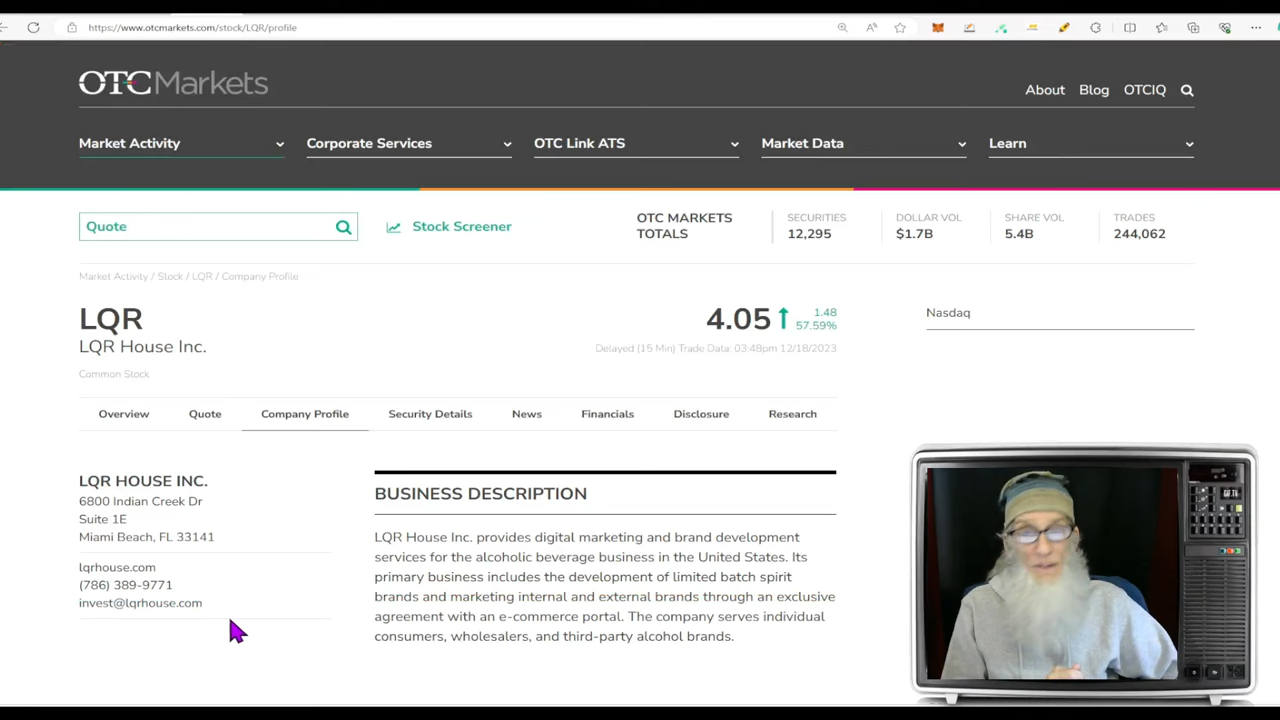 https://www.otcmarkets.com/stock/LQR/profile
OTCMarkets
About Blog OTCIQ
Market Activity Corporate Services OTC Link ATS Market Data Learn
Quote
Stock Screener
OTC MARKETS TOTALS
SECURITIES
12,295
DOLLAR VOL
$1.7B
SHARE VOL
5.4B
TRADES
244,062
Market Activity / Stock / LQR / Company Profile
LQR
LQR House Inc.
Common Stock
4.05
1.48
57.59%
Delayed (15 Min) Trade Data: 03:48pm 12/18/2023
Nasdaq
Overview Quote Company Profile Security Details News Financials Disclosure Research
LQR HOUSE INC.
6800 Indian Creek Dr
Suite 1E
Miami Beach, FL 33141
lqrhouse.com
(786) 389-9771
invest@lqrhouse.com
BUSINESS DESCRIPTION
LQR House Inc. provides digital marketing and brand development
services for the alcoholic beverage business in the United States. Its
primary business includes the development of limited batch spirit
brands and marketing internal and external brands through an exclusive
agreement with an ecommerce portal. The company serves individual
consumers, wholesalers, and third-party alcohol brands.
GIF.TV